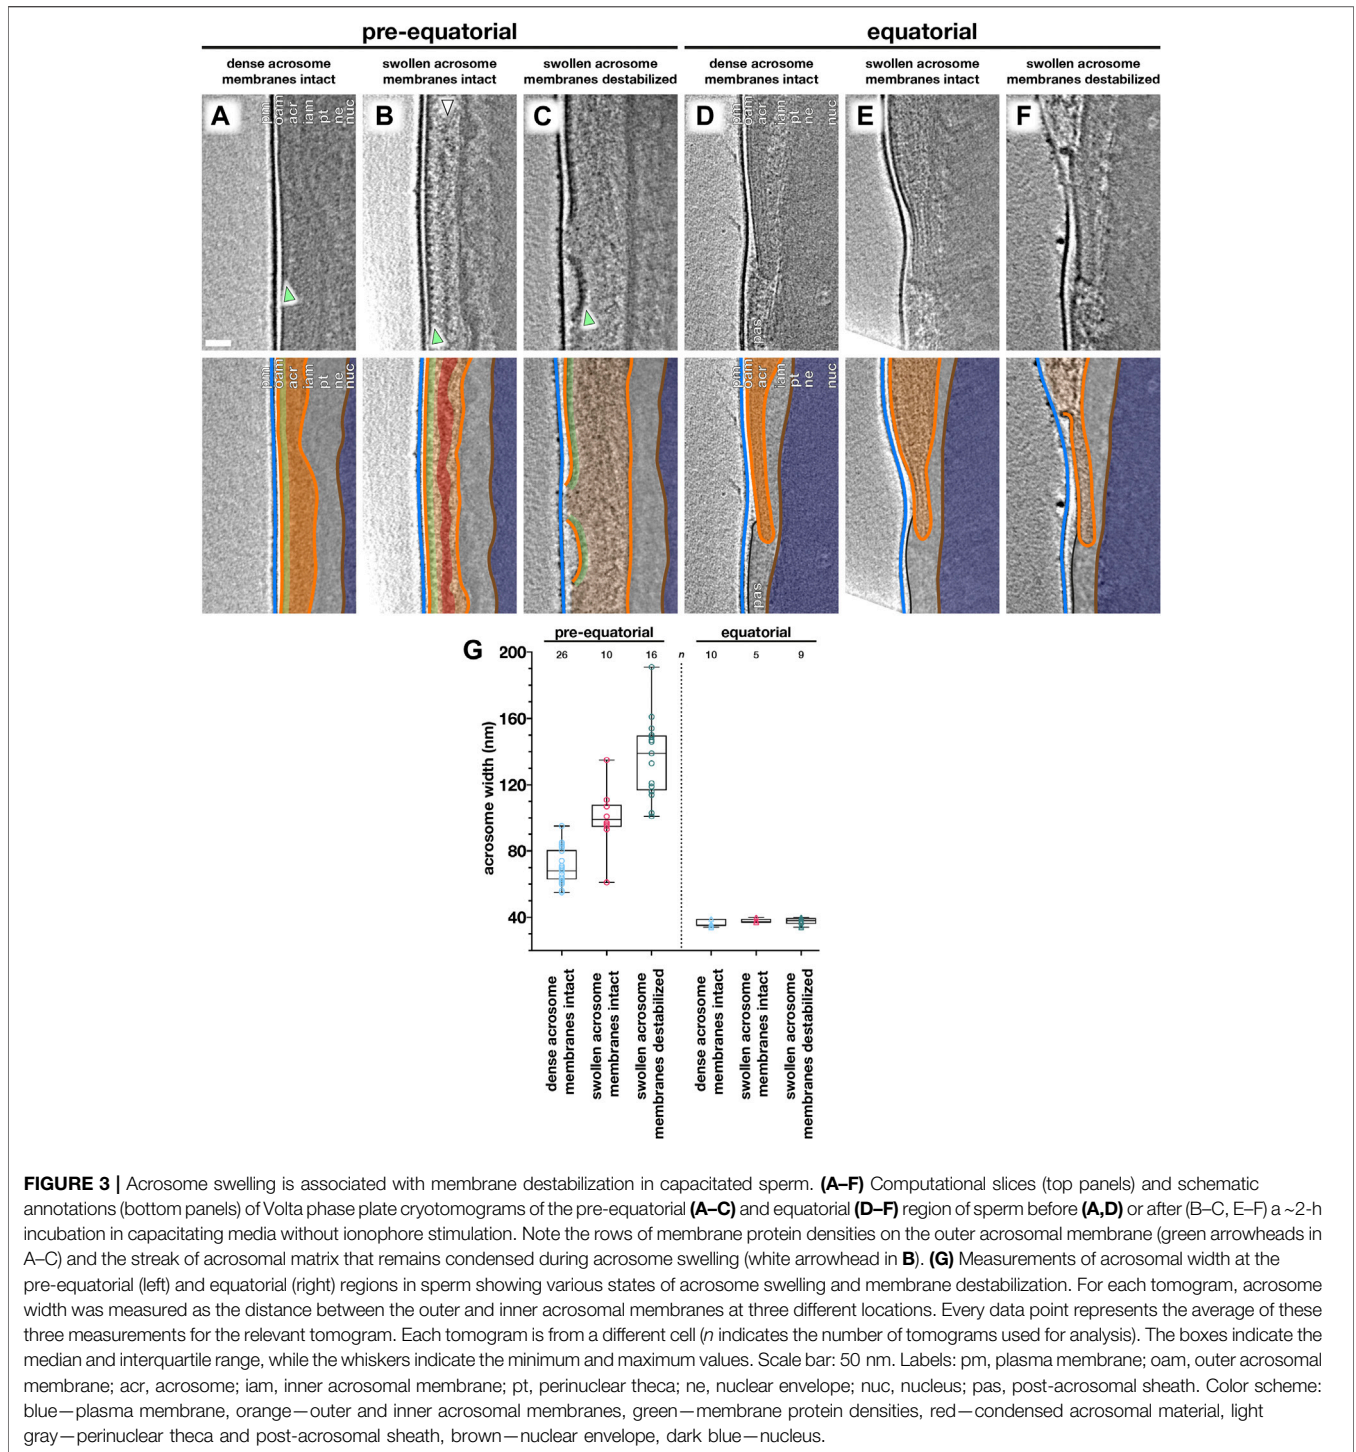 pre-equatorial
equatorial
dense acrosome
membranes intact
swollen acrosome
membranes intact
swollen acrosome
membranes destabilized
dense acrosome
membranes intact
swollen acrosome
membranes intact
swollen acrosome
membranes destabilized
A
pm
oam
acr
iam
pt
ne
nuc
B
C
D
pm
oam
acr
iam
pt
ne
nuc
pas
E
F
pm
oam
acr
iam
pt
ne
nuc
pm
oam
acr
iam
pt
ne
nuc
pas
G
pre-equatorial
equatorial
26
10
16
n
10
5
9
200
160
120
80
40
acrosome width (nm)
dense acrosome
membranes intact
swollen acrosome
membranes intact
swollen acrosome
membranes destabilized
dense acrosome
membranes intact
swollen acrosome
membranes intact
swollen acrosome
membranes destabilized
FIGURE 3 | Acrosome swelling is associated with membrane destabilization in capacitated sperm. (A–F) Computational slices (top panels) and schematic
annotations (bottom panels) of Volta phase plate cryotomograms of the pre-equatorial (A–C) and equatorial (D–F) region of sperm before (A,D) or after (B–C, E–F) a ~2-h
incubation in capacitating media without ionophore stimulation. Note the rows of membrane protein densities on the outer acrosomal membrane (green arrowheads in
A–C) and the streak of acrosomal matrix that remains condensed during acrosome swelling (white arrowhead in B). (G) Measurements of acrosomal width at the
pre-equatorial (left) and equatorial (right) regions in sperm showing various states of acrosome swelling and membrane destabilization. For each tomogram, acrosome
width was measured as the distance between the outer and inner acrosomal membranes at three different locations. Every data point represents the average of these
three measurements for the relevant tomogram. Each tomogram is from a different cell (n indicates the number of tomograms used for analysis). The boxes indicate the
median and interquartile range, while the whiskers indicate the minimum and maximum values. Scale bar: 50 nm. Labels: pm, plasma membrane; oam, outer acrosomal
membrane; acr, acrosome; iam, inner acrosomal membrane; pt, perinuclear theca; ne, nuclear envelope; nuc, nucleus; pas, post-acrosomal sheath. Color scheme:
blue—plasma membrane, orange—outer and inner acrosomal membranes, green—membrane protein densities, red—condensed acrosomal material, light
gray—perinuclear theca and post-acrosomal sheath, brown—nuclear envelope, dark blue—nucleus.